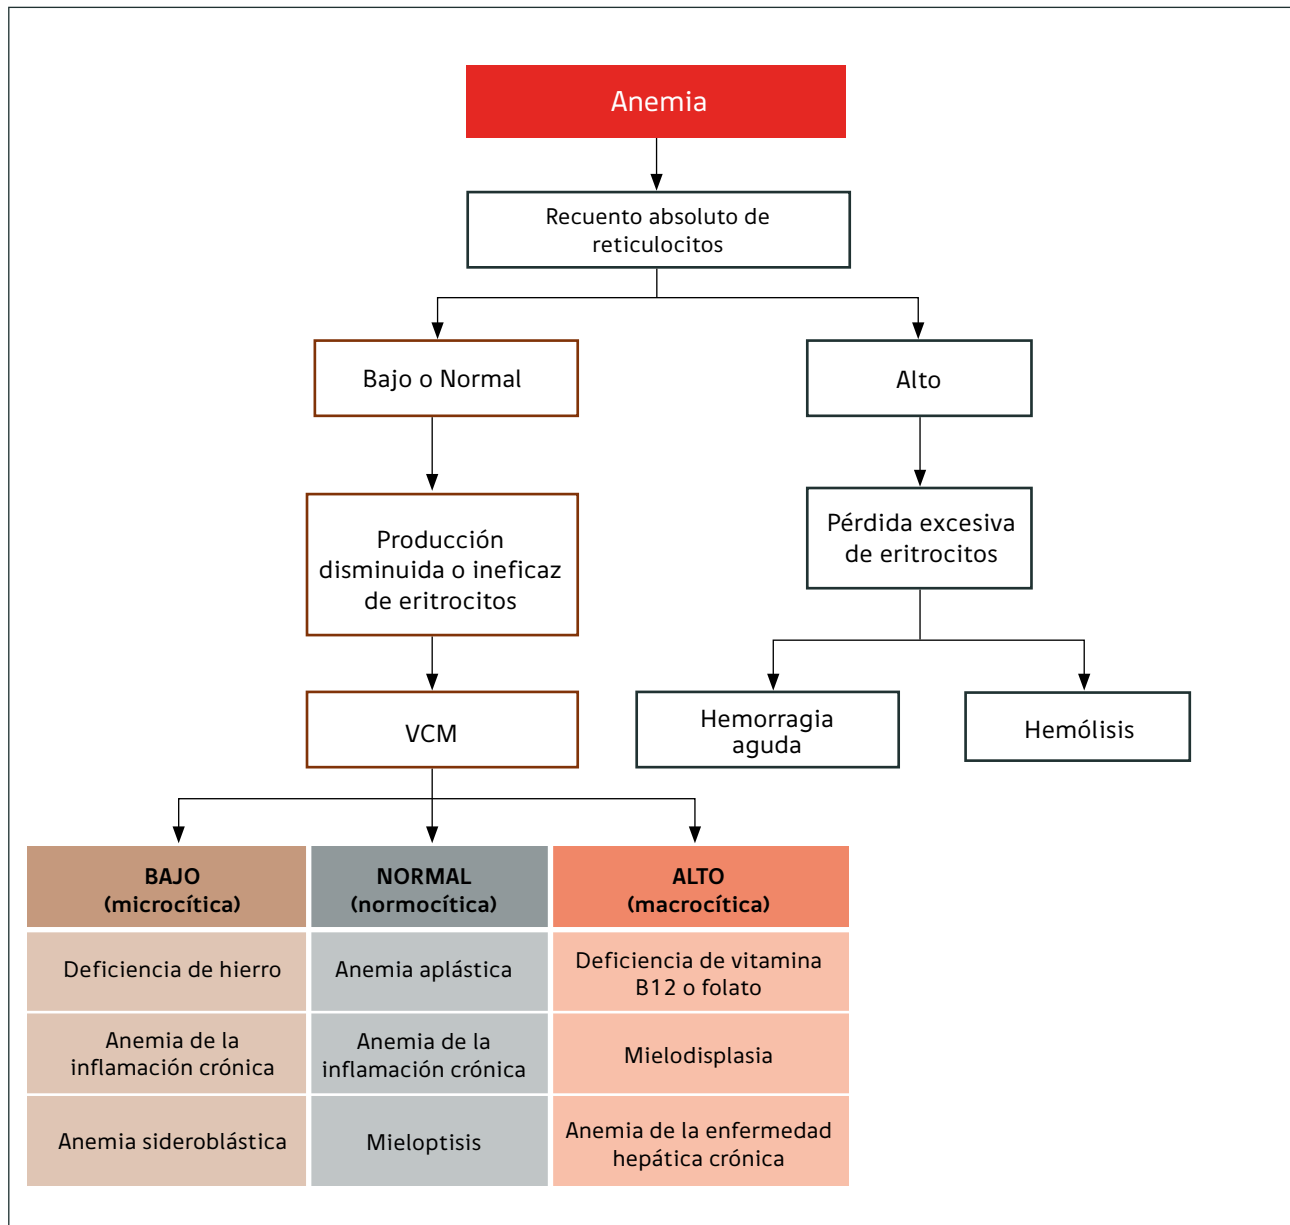 Anemia
Recuento absoluto de
reticulocitos
Bajo o Normal
Alto
Producción
disminuida o ineficaz
de eritrocitos
Pérdida excesiva
de eritrocitos
VCM
Hemorragia
aguda
Hemólisis
BAJO
(microcítica)
NORMAL
(normocítica)
ALTO
(macrocítica)
Deficiencia de hierro
Anemia aplástica
Deficiencia de vitamina
B12 o folato
Anemia de la
inflamación crónica
Anemia de la
inflamación crónica
Mielodisplasia
Anemia sideroblástica
Mieloptisis
Anemia de la enfermedad
hepática crónica